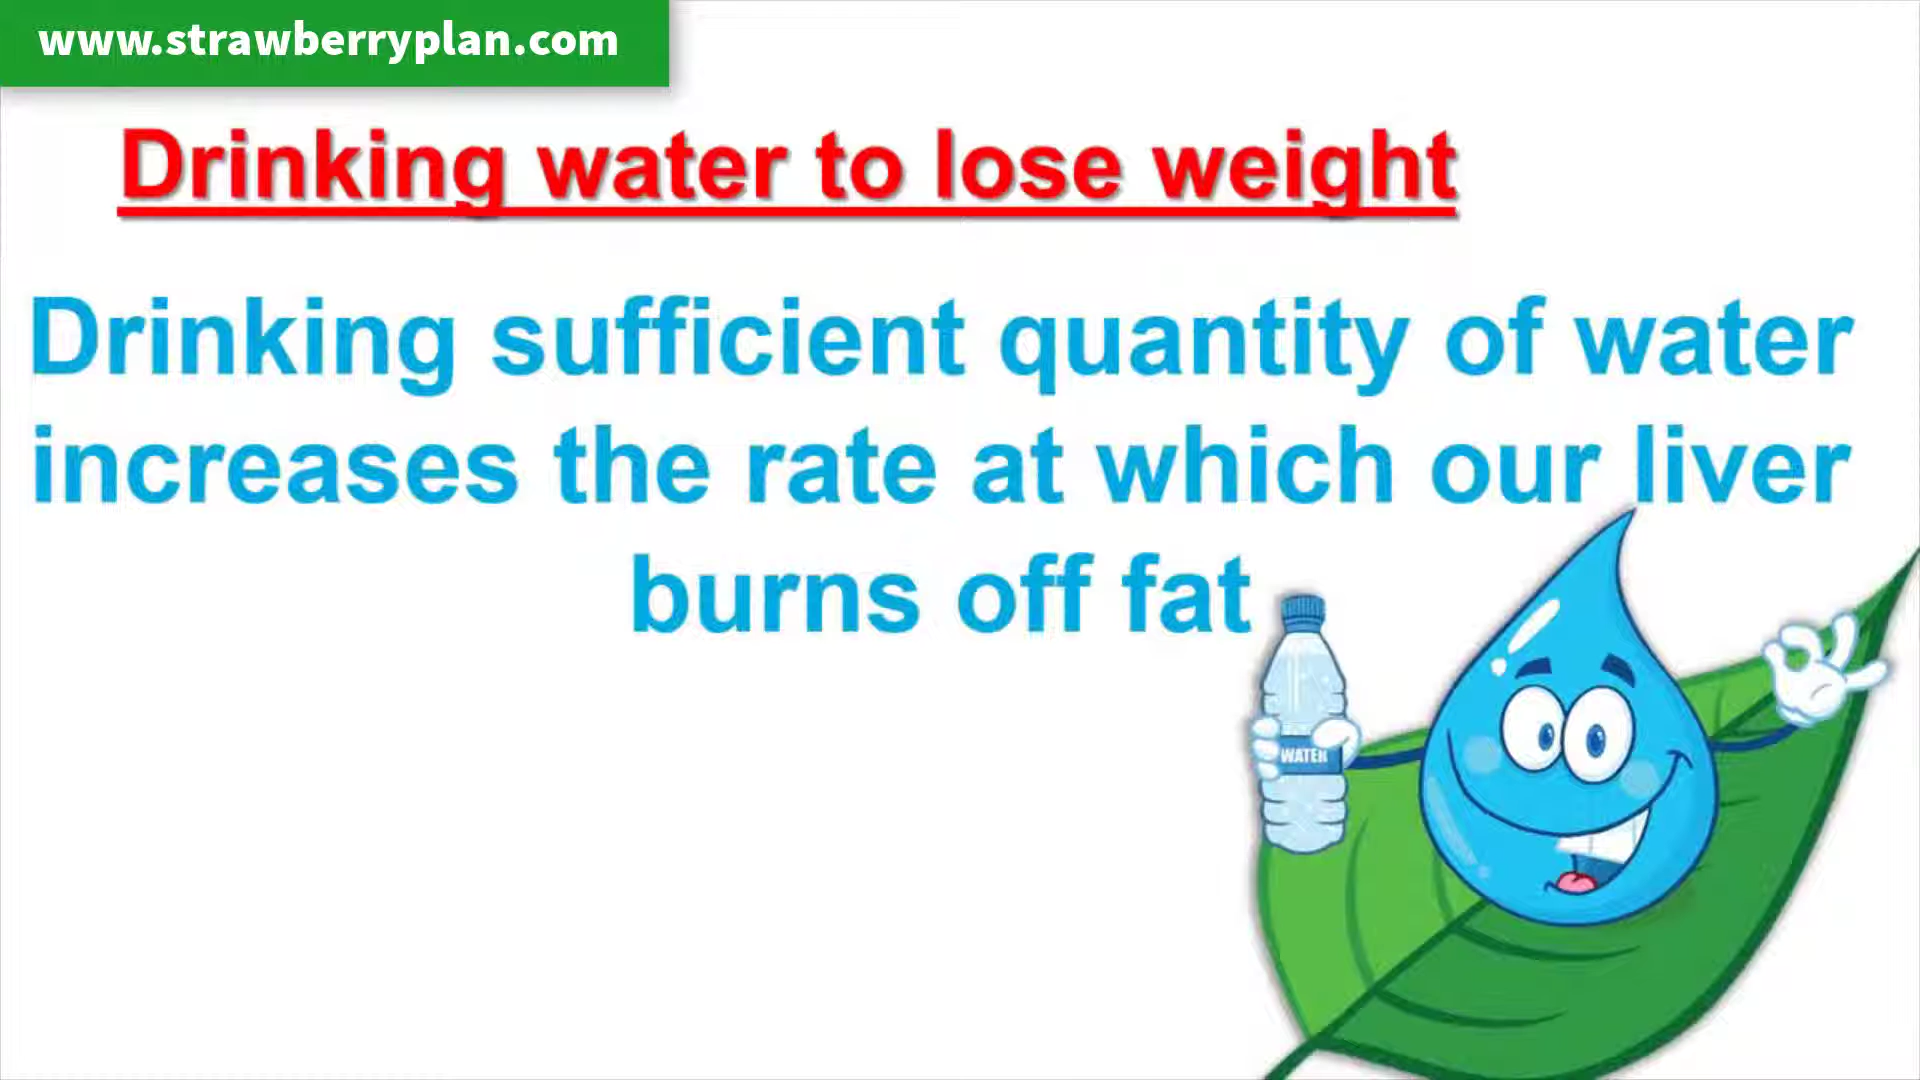 www.strawberryplan.com
Drinking water to lose weight
Drinking sufficient quantity of water
increases the rate at which our liver
burns off fat
WATER